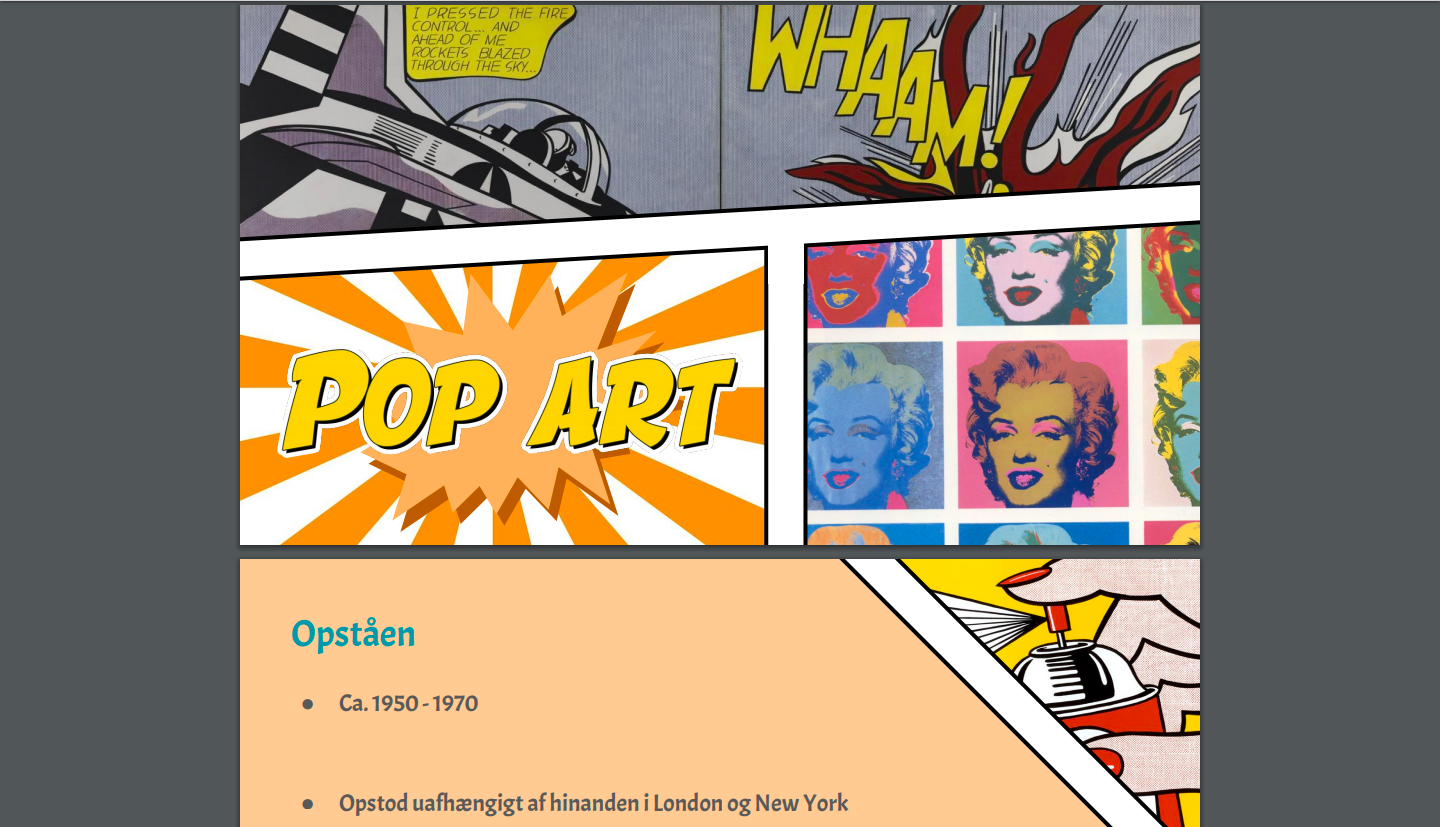 I PRESSED THE FIRE
CONTROL... AND
AHEAD OF ME
ROCKETS BLAZED
THROUGH THE SKY...
WHAAM!
POP ART
Opståen
● Ca. 1950 - 1970
● Opstod uafhængigt af hinanden i London og New York